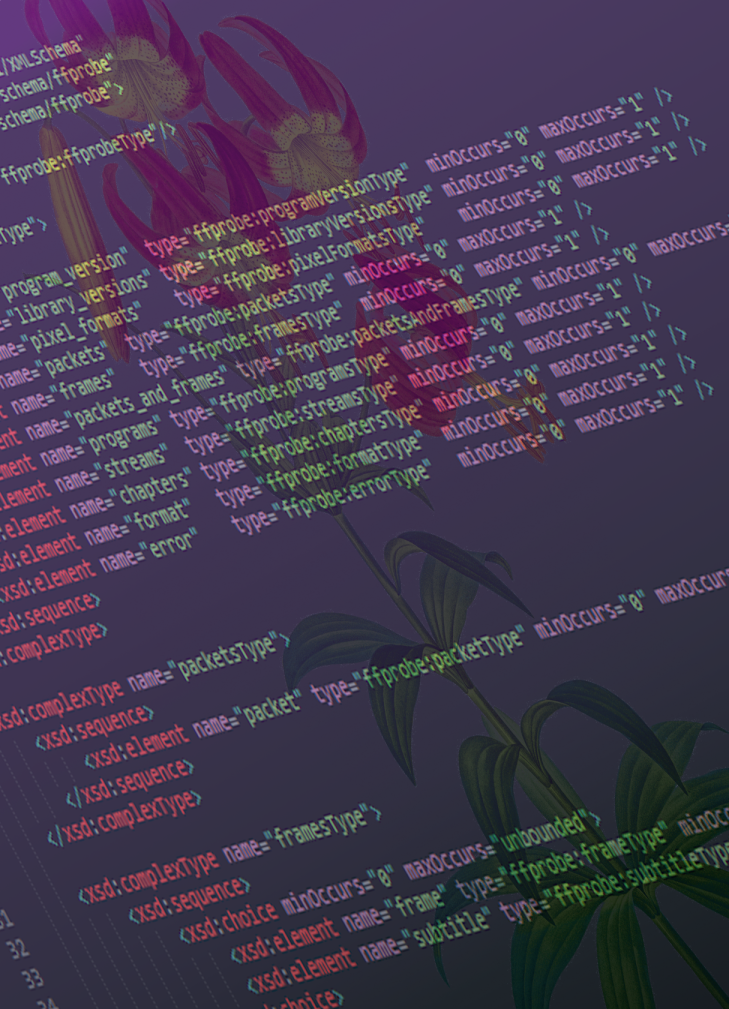 /XMLSchema"
schema/ffprobe"
schema/ffprobe">
ffprobe:ffprobeType"/>
Type">
program_version" type="ffprobe:programVersionType" minOccurs="0" maxOccurs="1" />
="library_versions" type="ffprobe:libraryVersionsType" minOccurs="0" maxOccurs="1" />
me="pixel_formats" type="ffprobe:pixelFormatsType" minOccurs="0" maxOccurs="1" />
name="packets" type="ffprobe:packetsType" minOccurs="0" maxOccurs="1" />
t name="frames" type="ffprobe:framesType" minOccurs="0" maxOccurs="1" />
ent name="packets_and_frames" type="ffprobe:packetsAndFramesType" minOccurs="0" maxOccurs=
ment name="programs" type="ffprobe:programsType" minOccurs="0" maxOccurs="1" />
lement name="streams" type="ffprobe:streamsType" minOccurs="0" maxOccurs="1" />
:element name="chapters" type="ffprobe:chaptersType" minOccurs="0" maxOccurs="1" />
sd:element name="format" type="ffprobe:formatType" minOccurs="0" maxOccurs="1" />
<xsd:element name="error" type="ffprobe:errorType" minOccurs="0" maxOccurs="1" />
sd:sequence>
:complexType>
xsd:complexType name="packetsType">
<xsd:sequence>
<xsd:element name="packet" type="ffprobe:packetType" minOccurs="0" maxOccurs
</xsd:sequence>
</xsd:complexType>
<xsd:complexType name="framesType">
<xsd:sequence>
31 <xsd:choice minOccurs="0" maxOccurs="unbounded">
32 <xsd:element name="frame" type="ffprobe:frameType" minOcc
33 <xsd:element name="subtitle" type="ffprobe:subtitleTyp
34 :choice>